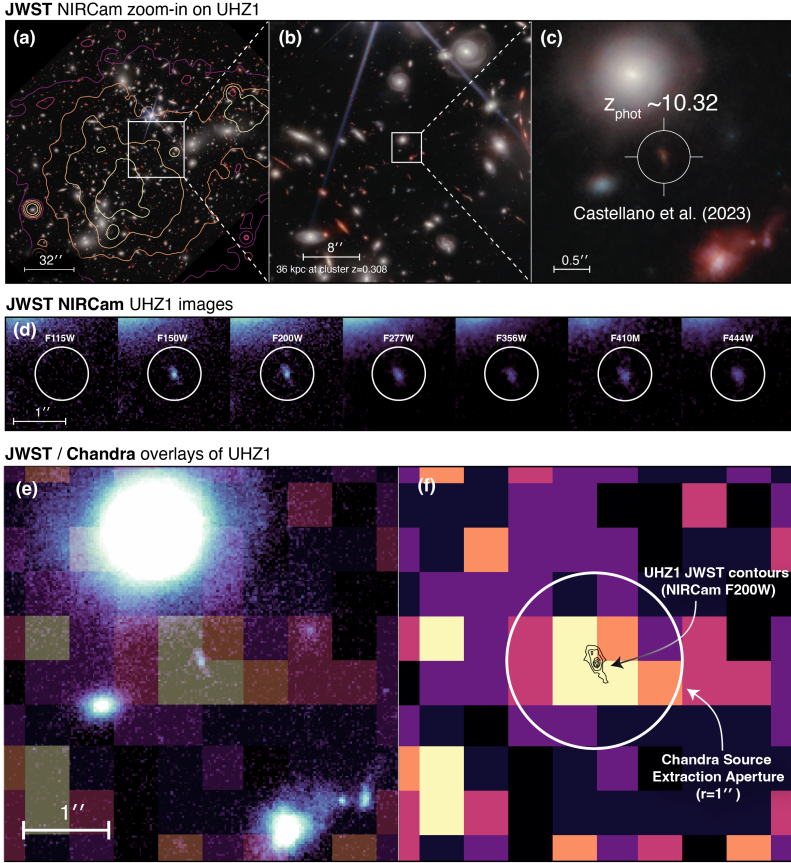 JWST NIRCam zoom-in on UHZ1
(a)
(b)
(c)
z_phot ~10.32
Castellano et al. (2023)
32′′
8′′
36 kpc at cluster z=0.308
0.5′′
JWST NIRCam UHZ1 images
(d)
F115W
F150W
F200W
F277W
F356W
F410M
F444W
1′′
JWST / Chandra overlays of UHZ1
(e)
(f)
UHZ1 JWST contours
(NIRCam F200W)
Chandra Source
Extraction Aperture
(r=1′′ )
1′′